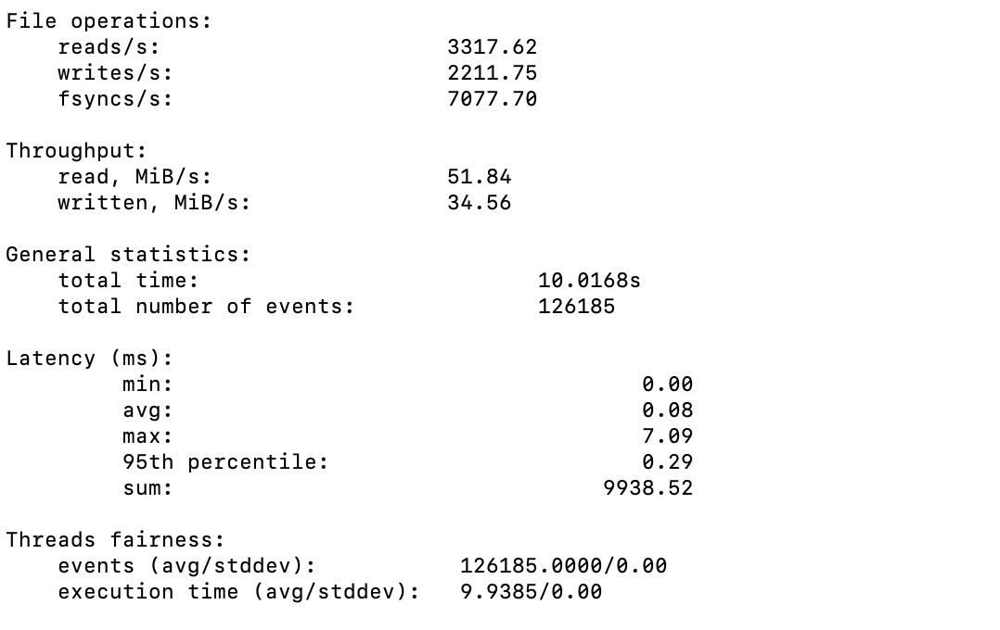 File operations:
    reads/s:                      3317.62
    writes/s:                     2211.75
    fsyncs/s:                     7077.70

Throughput:
    read, MiB/s:                  51.84
    written, MiB/s:               34.56

General statistics:
    total time:                          10.0168s
    total number of events:              126185

Latency (ms):
         min:                                    0.00
         avg:                                    0.08
         max:                                    7.09
         95th percentile:                        0.29
         sum:                                 9938.52

Threads fairness:
    events (avg/stddev):           126185.0000/0.00
    execution time (avg/stddev):   9.9385/0.00